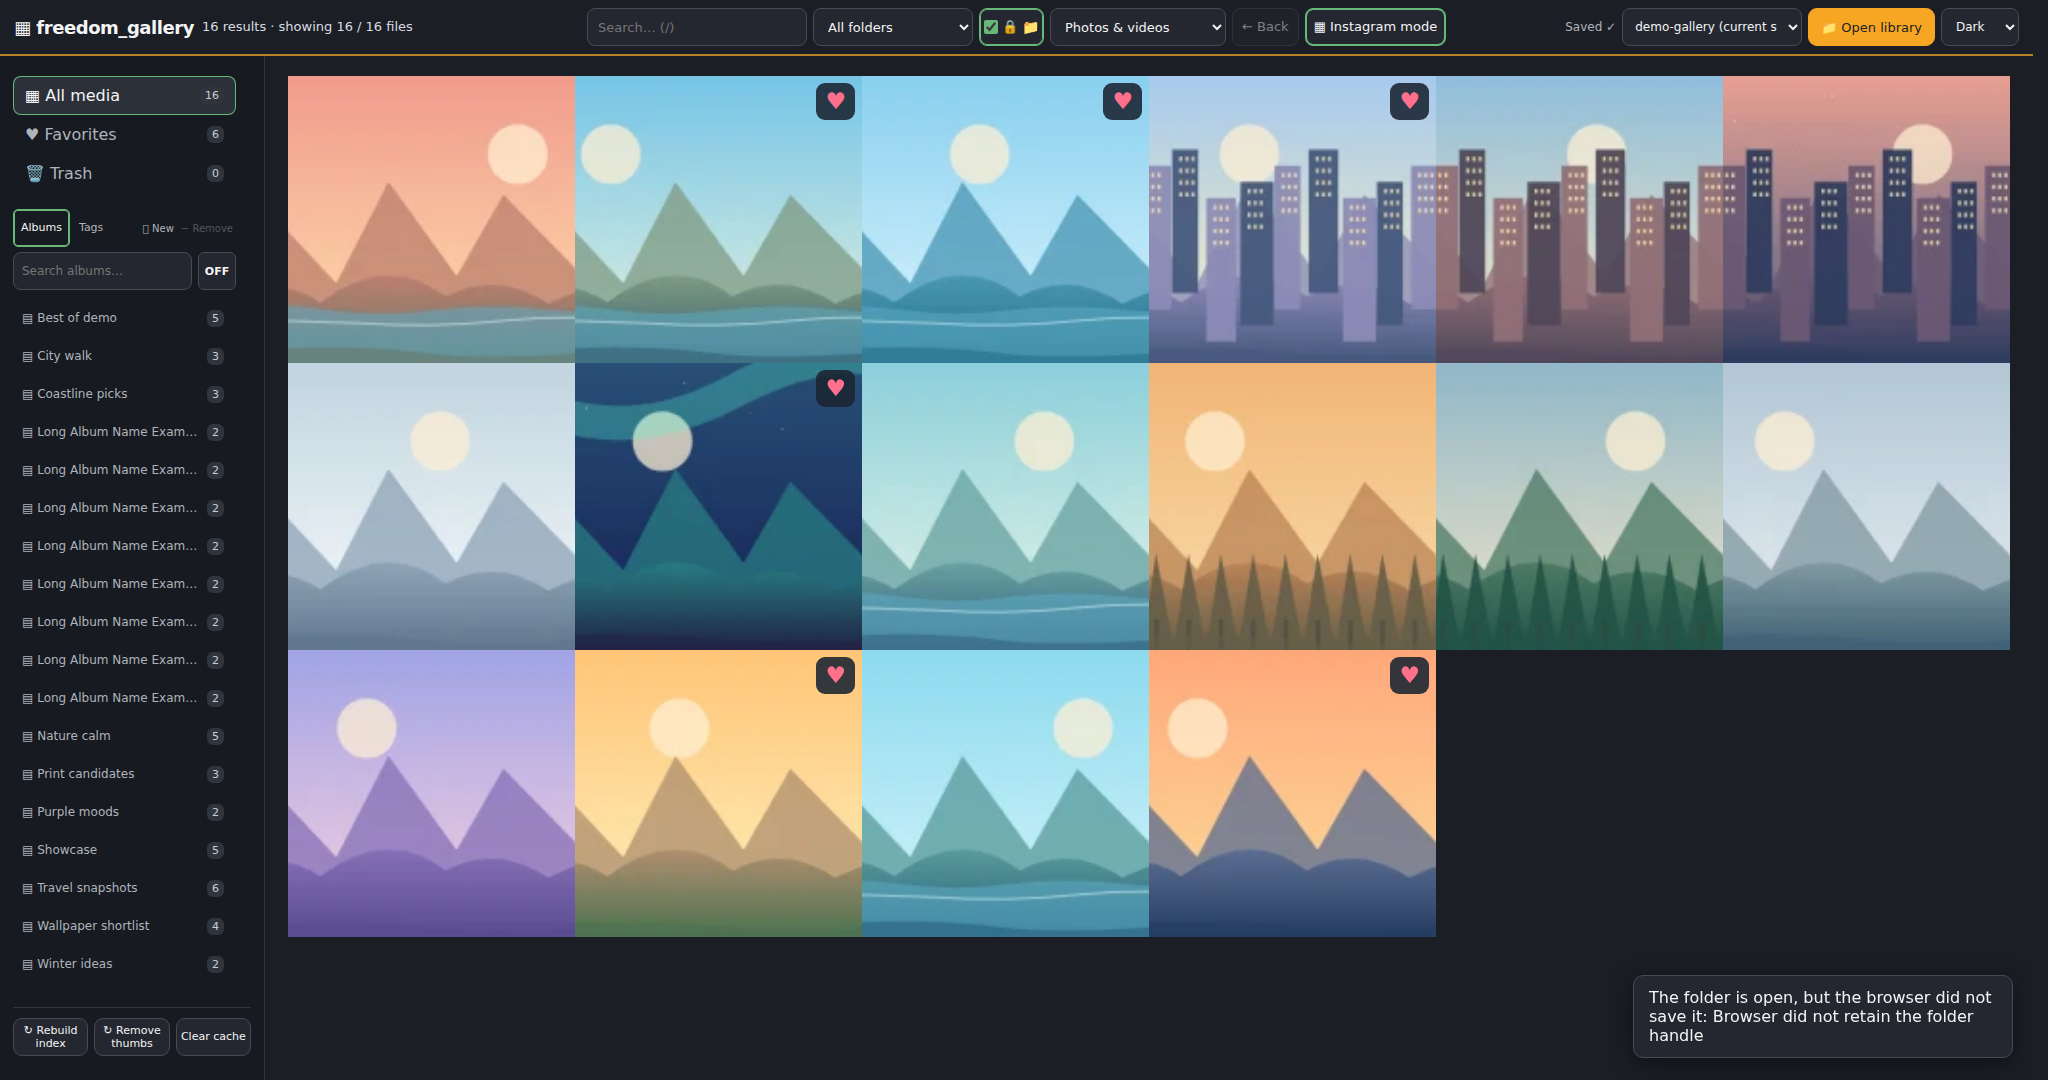 freedom_gallery 16 results · showing 16 / 16 files
Search... (/)
All folders
Photos & videos
← Back
Instagram mode
Saved ✓
demo-gallery (current s
Open library
Dark
All media 16
Favorites 6
Trash 0
Albums
Tags
New
− Remove
Search albums...
OFF
Best of demo 5
City walk 3
Coastline picks 3
Long Album Name Exam... 2
Long Album Name Exam... 2
Long Album Name Exam... 2
Long Album Name Exam... 2
Long Album Name Exam... 2
Long Album Name Exam... 2
Long Album Name Exam... 2
Long Album Name Exam... 2
Nature calm 5
Print candidates 3
Purple moods 2
Showcase 5
Travel snapshots 6
Wallpaper shortlist 4
Winter ideas 2
↻ Rebuild
index
↻ Remove
thumbs
Clear cache
The folder is open, but the browser did not
save it: Browser did not retain the folder
handle